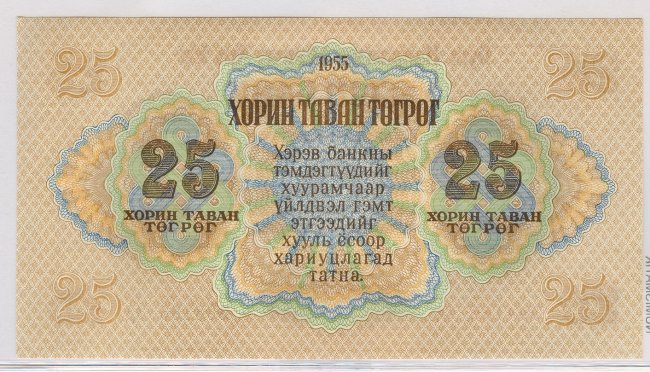 25
25
1955
ХОРИН ТАВАН ТӨГРӨГ
25
ХОРИН ТАВАН
ТӨГРӨГ
Хэрэв банкны
тэмдэгтүүдийг
хуурамчаар
үйлдвэл гэмт
этгээдийг
хууль ёсоор
хариуцлагад
татна.
25
ХОРИН ТАВАН
ТӨГРӨГ
25
25